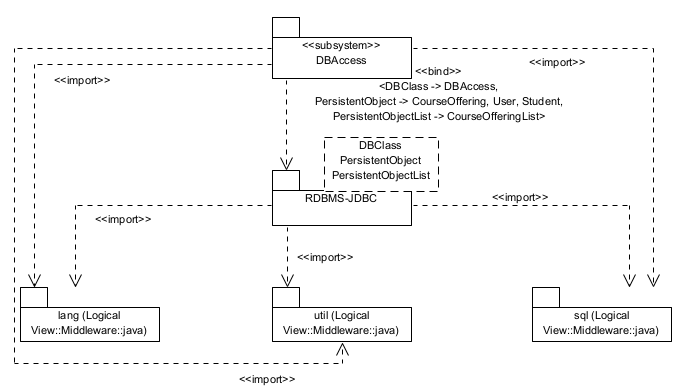 <<subsystem>>
DBAccess
<<import>>
<<import>>
<<bind>>
<DBClass -> DBAccess,
PersistentObject -> CourseOffering, User, Student,
PersistentObjectList -> CourseOfferingList>
DBClass
PersistentObject
PersistentObjectList
RDBMS-JDBC
<<import>>
<<import>>
<<import>>
lang (Logical
View::Middleware::java)
util (Logical
View::Middleware::java)
sql (Logical
View::Middleware::java)
<<import>>